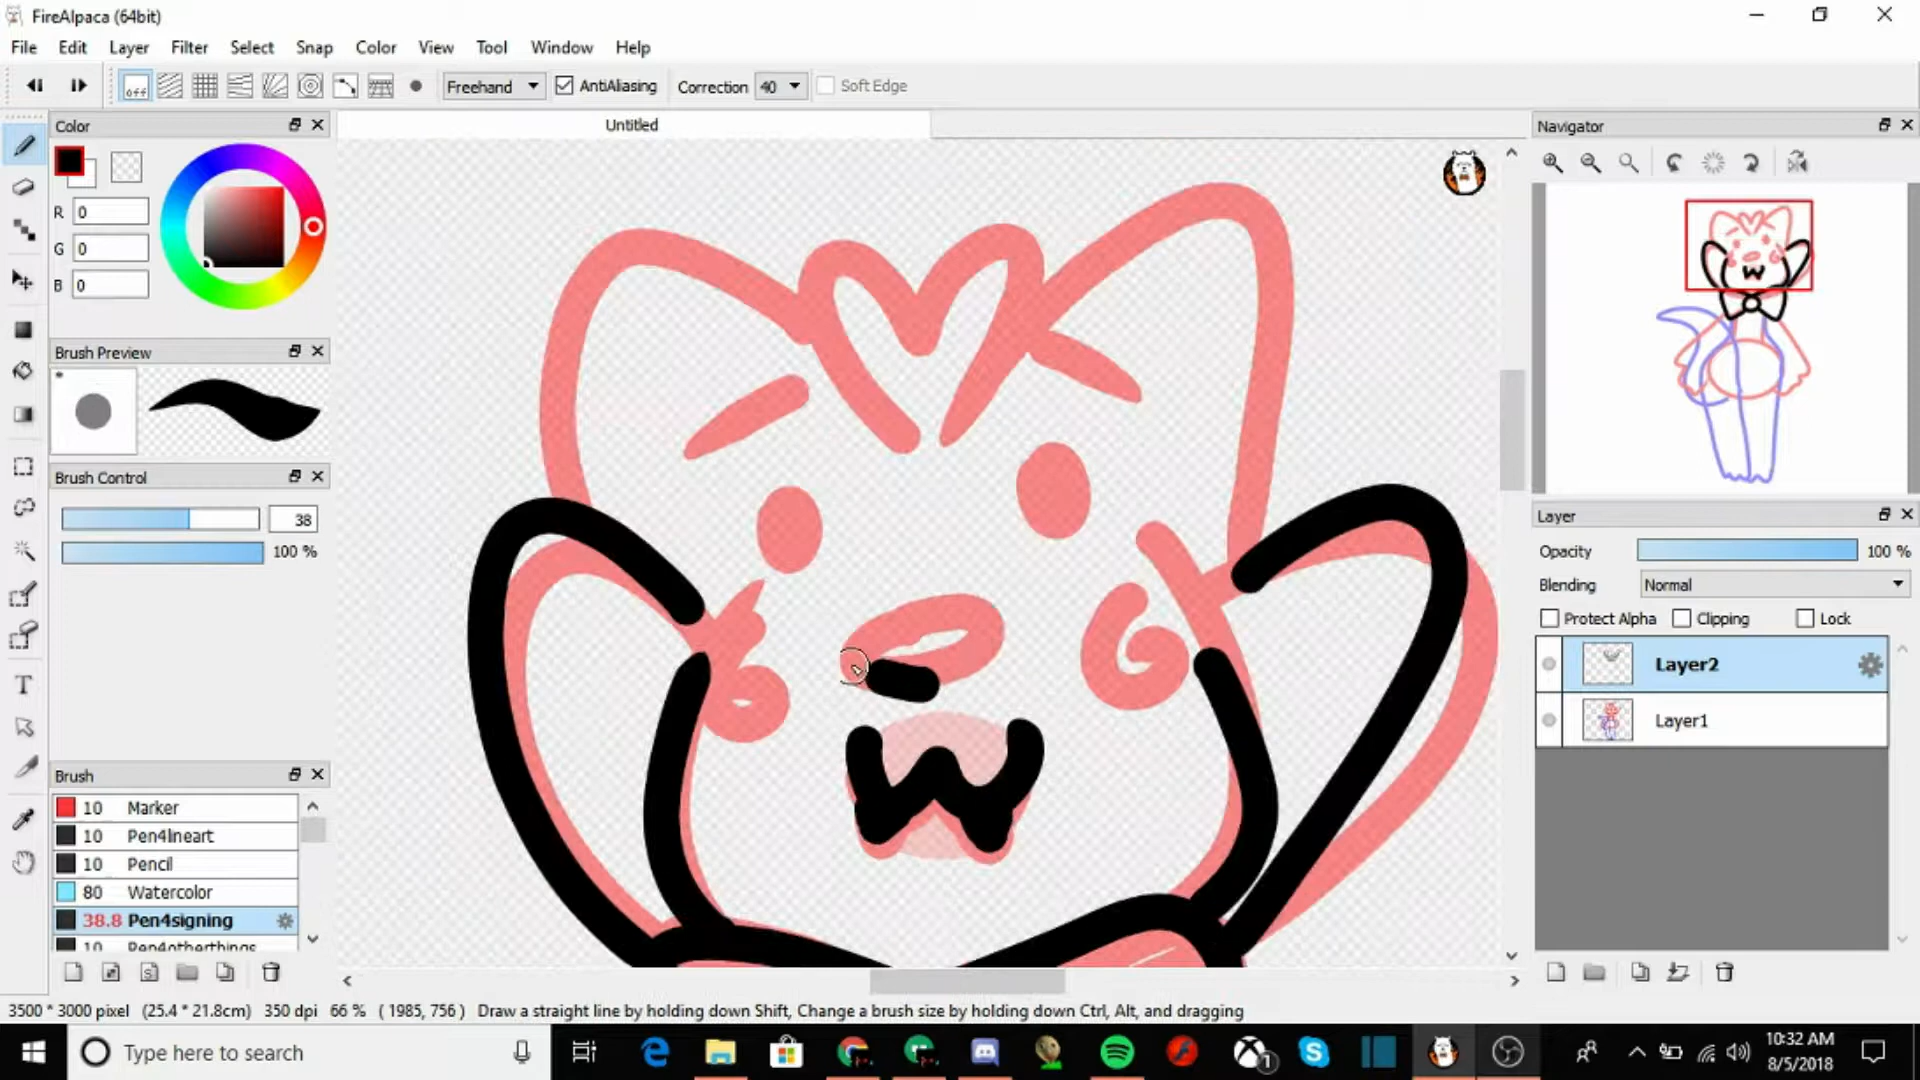 FireAlpaca (64bit)
File Edit Layer Filter Select Snap Color View Tool Window Help
off Freehand AntiAliasing Correction 40 Soft Edge
Color
Untitled
Navigator
R 0
G 0
B 0
Brush Preview
Brush Control
38
100 %
Layer
Opacity 100 %
Blending Normal
Protect Alpha Clipping Lock
Layer2
Layer1
Brush
10 Marker
10 Pen4lineart
10 Pencil
80 Watercolor
38.8 Pen4signing
10 Pen4otherthings
3500 * 3000 pixel (25.4 * 21.8cm) 350 dpi 66 % ( 1985, 756 ) Draw a straight line by holding down Shift, Change a brush size by holding down Ctrl, Alt, and dragging
Type here to search
1
10:32 AM
8/5/2018